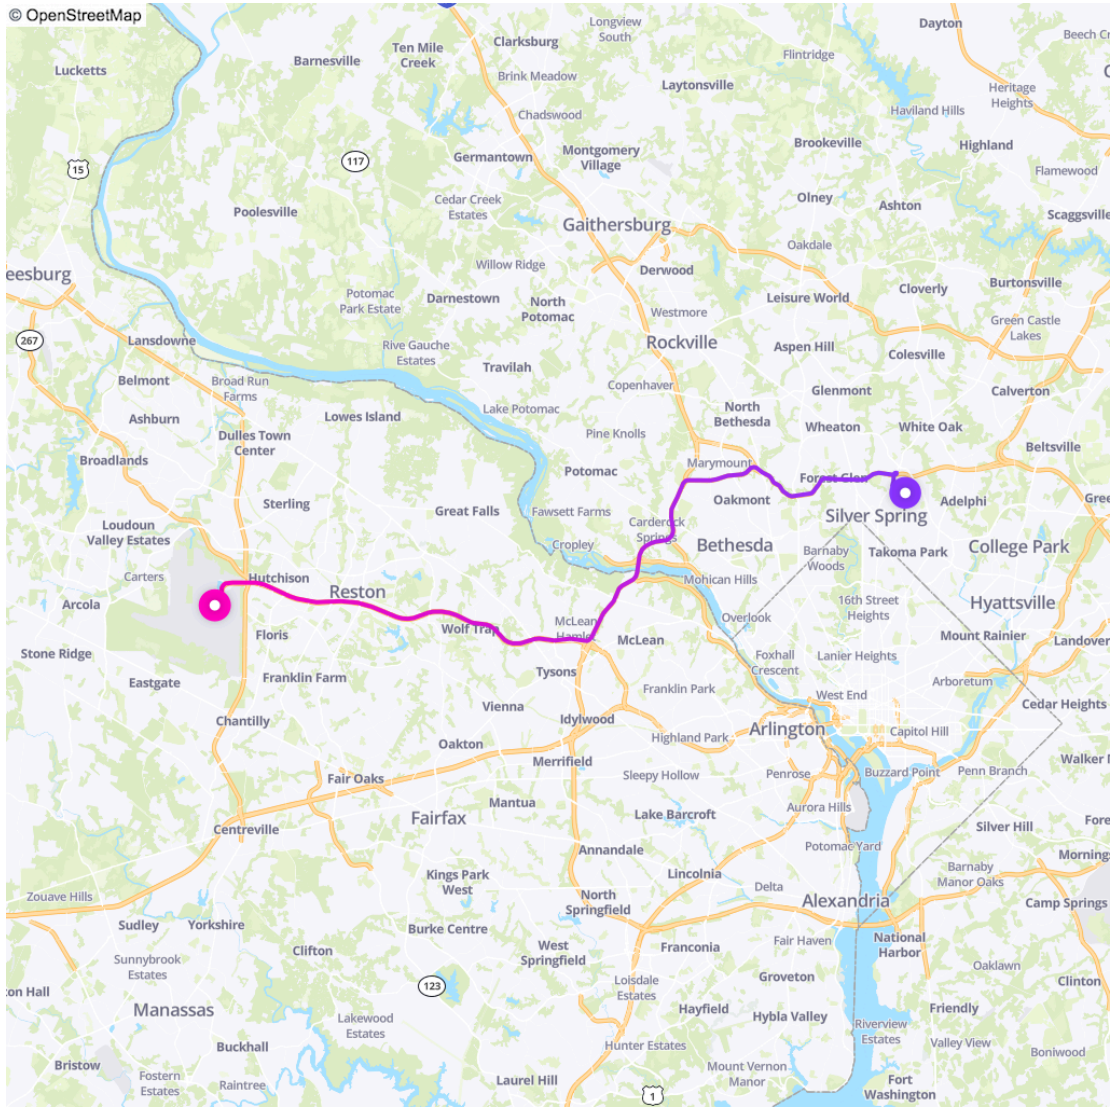 © OpenStreetMap
Longview
South
Dayton
Clarksburg
Ten Mile
Creek
Beech
Barnesville
Flintridge
Lucketts
Brink Meadow
Laytonsville
Heritage
Heights
Chadswood
Haviland Hills
Brookeville
Highland
Montgomery
Village
117
Germantown
15
Flamewood
Cedar Creek
Estates
Olney
Ashton
Poolesville
Scaggsville
Gaithersburg
Oakdale
Willow Ridge
Derwood
eesburg
Burtonsville
Cloverly
Potomac
Park Estate
Darnestown
North
Potomac
Leisure World
Westmore
Green Castle
Lakes
267
Lansdowne
Rive Gauche
Estates
Rockville
Aspen Hill
Colesville
Travilah
Belmont
Broad Run
Farms
Copenhaver
Glenmont
Calverton
Ashburn
Lowes Island
Lake Potomac
North
Bethesda
Wheaton
White Oak
Dulles Town
Center
Pine Knolls
Beltsville
Broadlands
Potomac
Marymount
Forest Glen
Sterling
Oakmont
Adelphi
Gree
Great Falls
Fawsett Farms
Silver Spring
Loudoun
Valley Estates
Carderock
Springs
Cropley
Bethesda
Barnaby
Woods
Takoma Park
College Park
Carters
Hutchison
Mohican Hills
Reston
Arcola
16th Street
Heights
Hyattsville
Overlook
McLean
Hamlet
Floris
Wolf Trap
McLean
Mount Rainier
Landover
Stone Ridge
Foxhall
Crescent
Lanier Heights
Tysons
Franklin Farm
Eastgate
Franklin Park
Arboretum
West End
Vienna
Cedar Heights
Chantilly
Idylwood
Arlington
Capitol Hill
Oakton
Highland Park
Merrifield
Walker
Fair Oaks
Sleepy Hollow
Penrose
Buzzard Point
Penn Branch
Mantua
Aurora Hills
Lake Barcroft
Fairfax
Centreville
Silver Hill
Fore
Annandale
Potomac Yard
Morning
Kings Park
West
Lincolnia
Delta
Barnaby
Manor Oaks
Zouave Hills
North
Springfield
Alexandria
Camp Springs
Sudley
Yorkshire
Burke Centre
Fair Haven
National
Harbor
Clifton
West
Springfield
Franconia
Sunnybrook
Estates
Oaklawn
Groveton
Loisdale
Estates
Clinton
123
ton Hall
Manassas
Hayfield
Hybla Valley
Friendly
Lakewood
Estates
Riverview
Estates
Valley View
Buckhall
Hunter Estates
Boniwood
Bristow
Mount Vernon
Manor
Fostern
Estates
Raintree
Laurel Hill
Fort
Washington
1